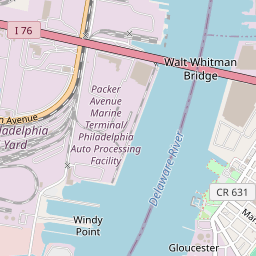 I 76
Walt Whitman
Bridge
Packer
Avenue
Marine
Terminal/
Philadelphia
Auto Processing
Facility
Avenue
Yard
Delaware River
CR 631
Windy
Point
Gloucester